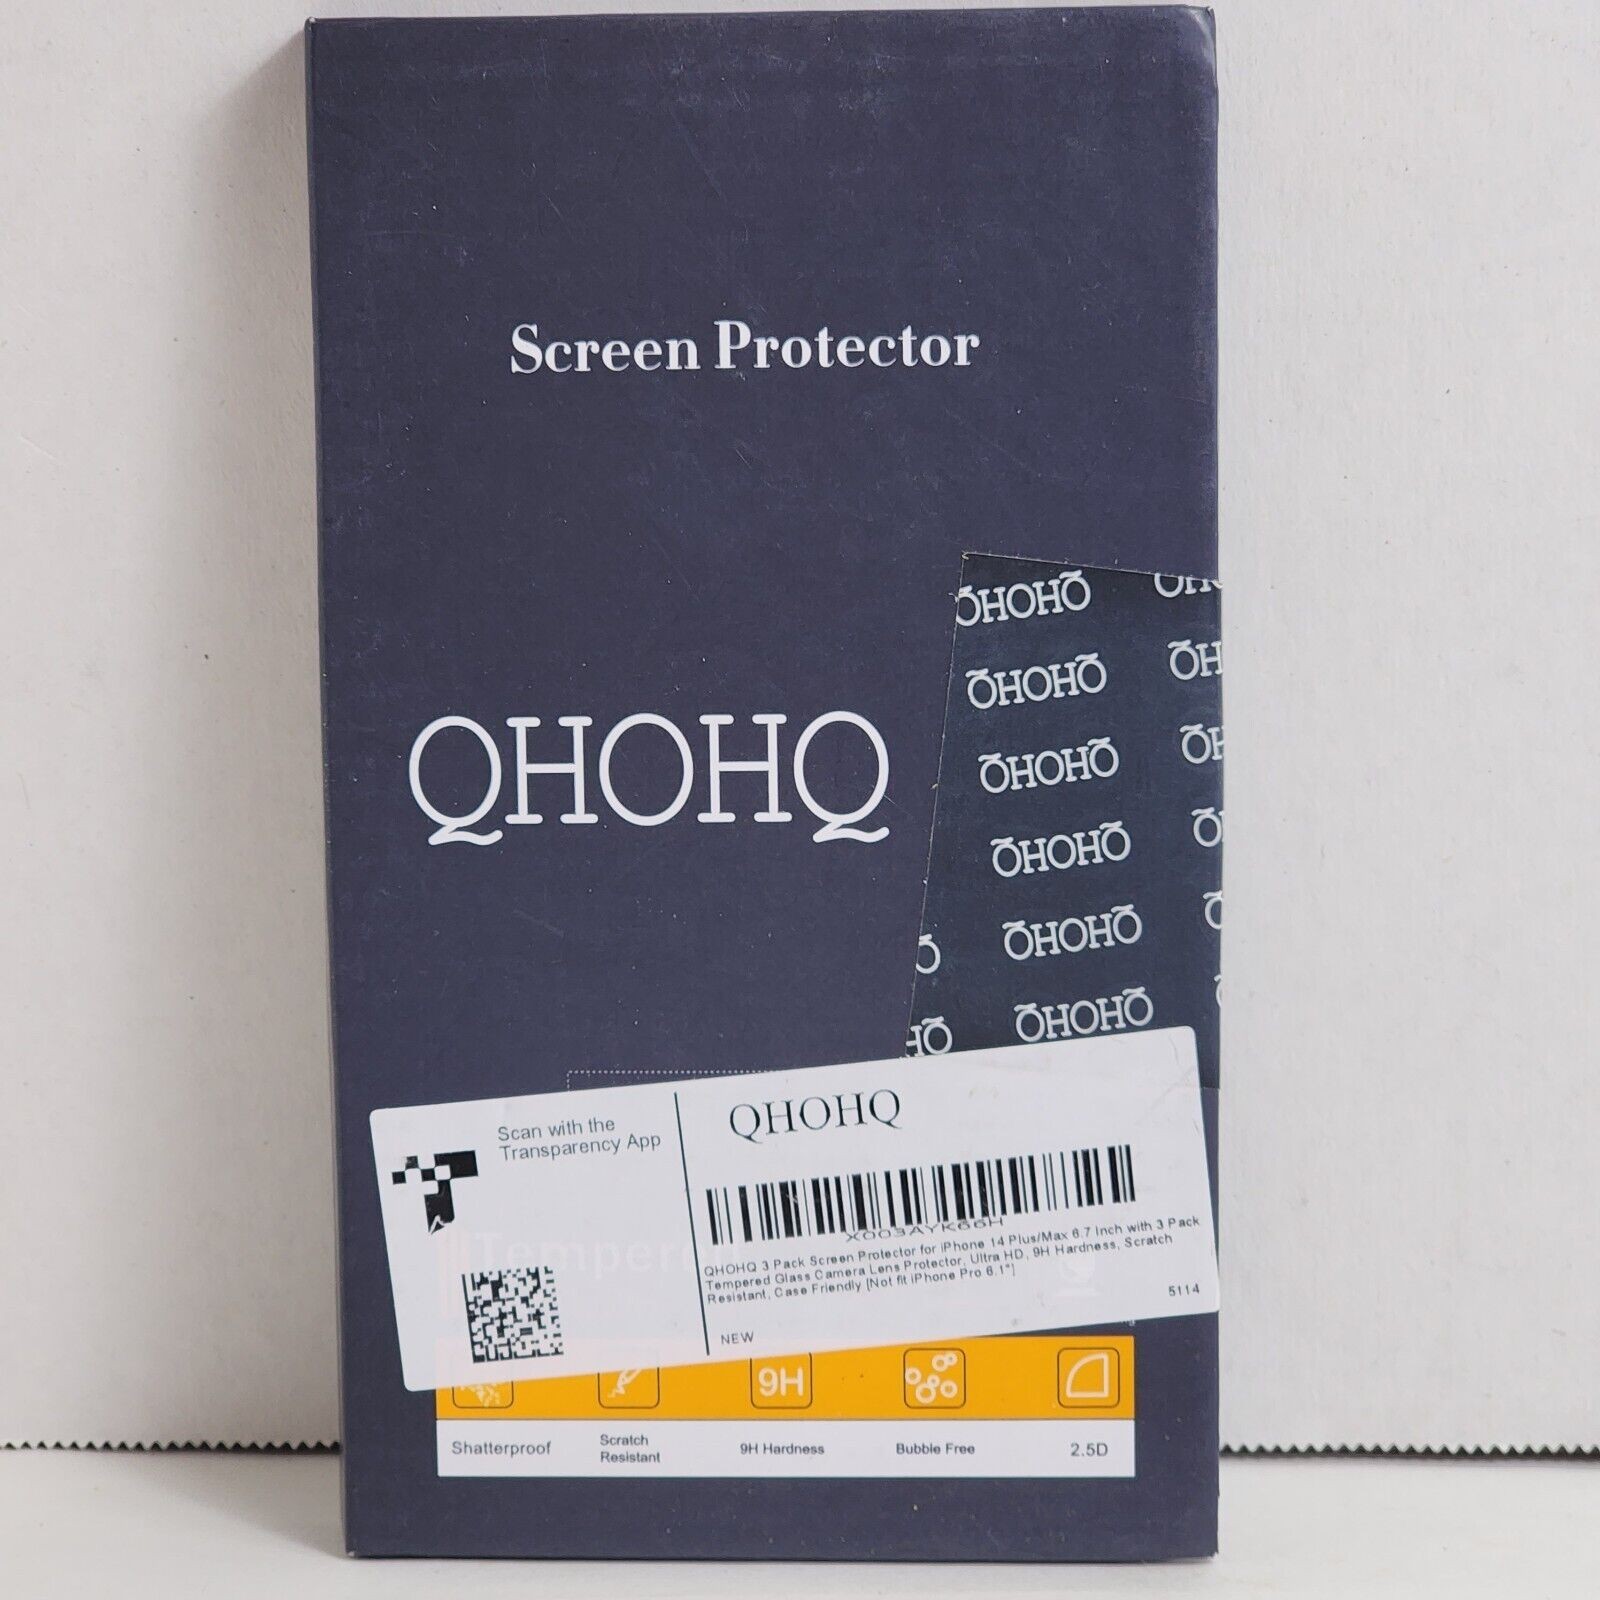 Screen Protector
QHOHQ
QHOHQ
QHOHQ
QHOHQ
QHOHQ
QHOHQ
QHOHQ
Scan with the
Transparency App
QHOHQ
X003AYK66H
QHOHQ 3 Pack Screen Protector for iPhone 14 Plus/Max 6.7 Inch with 3 Pack
Tempered Glass Camera Lens Protector, Ultra HD, 9H Hardness, Scratch
Resistant, Case Friendly [Not fit iPhone Pro 6.1"]
NEW
5114
Tempered
9H
Shatterproof
Scratch
Resistant
9H Hardness
Bubble Free
2.5D